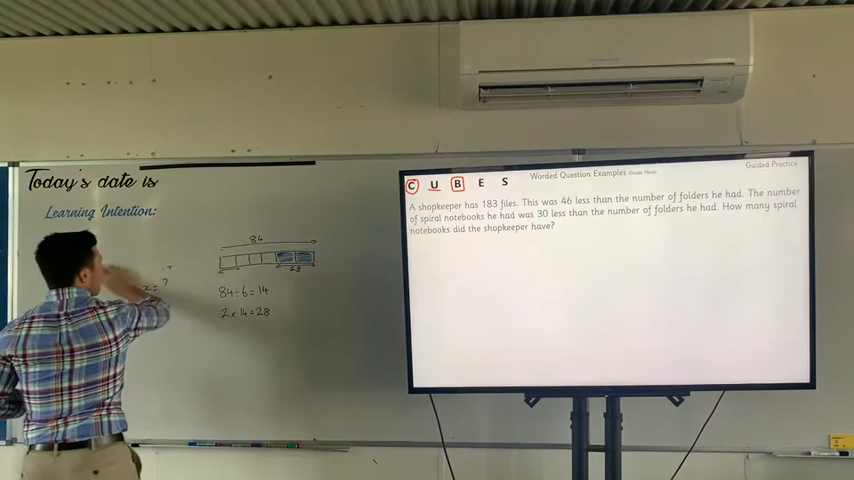 Today's date is
Learning Intention:
84
28
84÷6=14
2×14=28
Guided Practice
C U B E S
Worded Question Examples
A shopkeeper has 183 files. This was 46 less than the number of folders he had. The number
of spiral notebooks he had was 30 less than the number of folders he had. How many spiral
notebooks did the shopkeeper have?